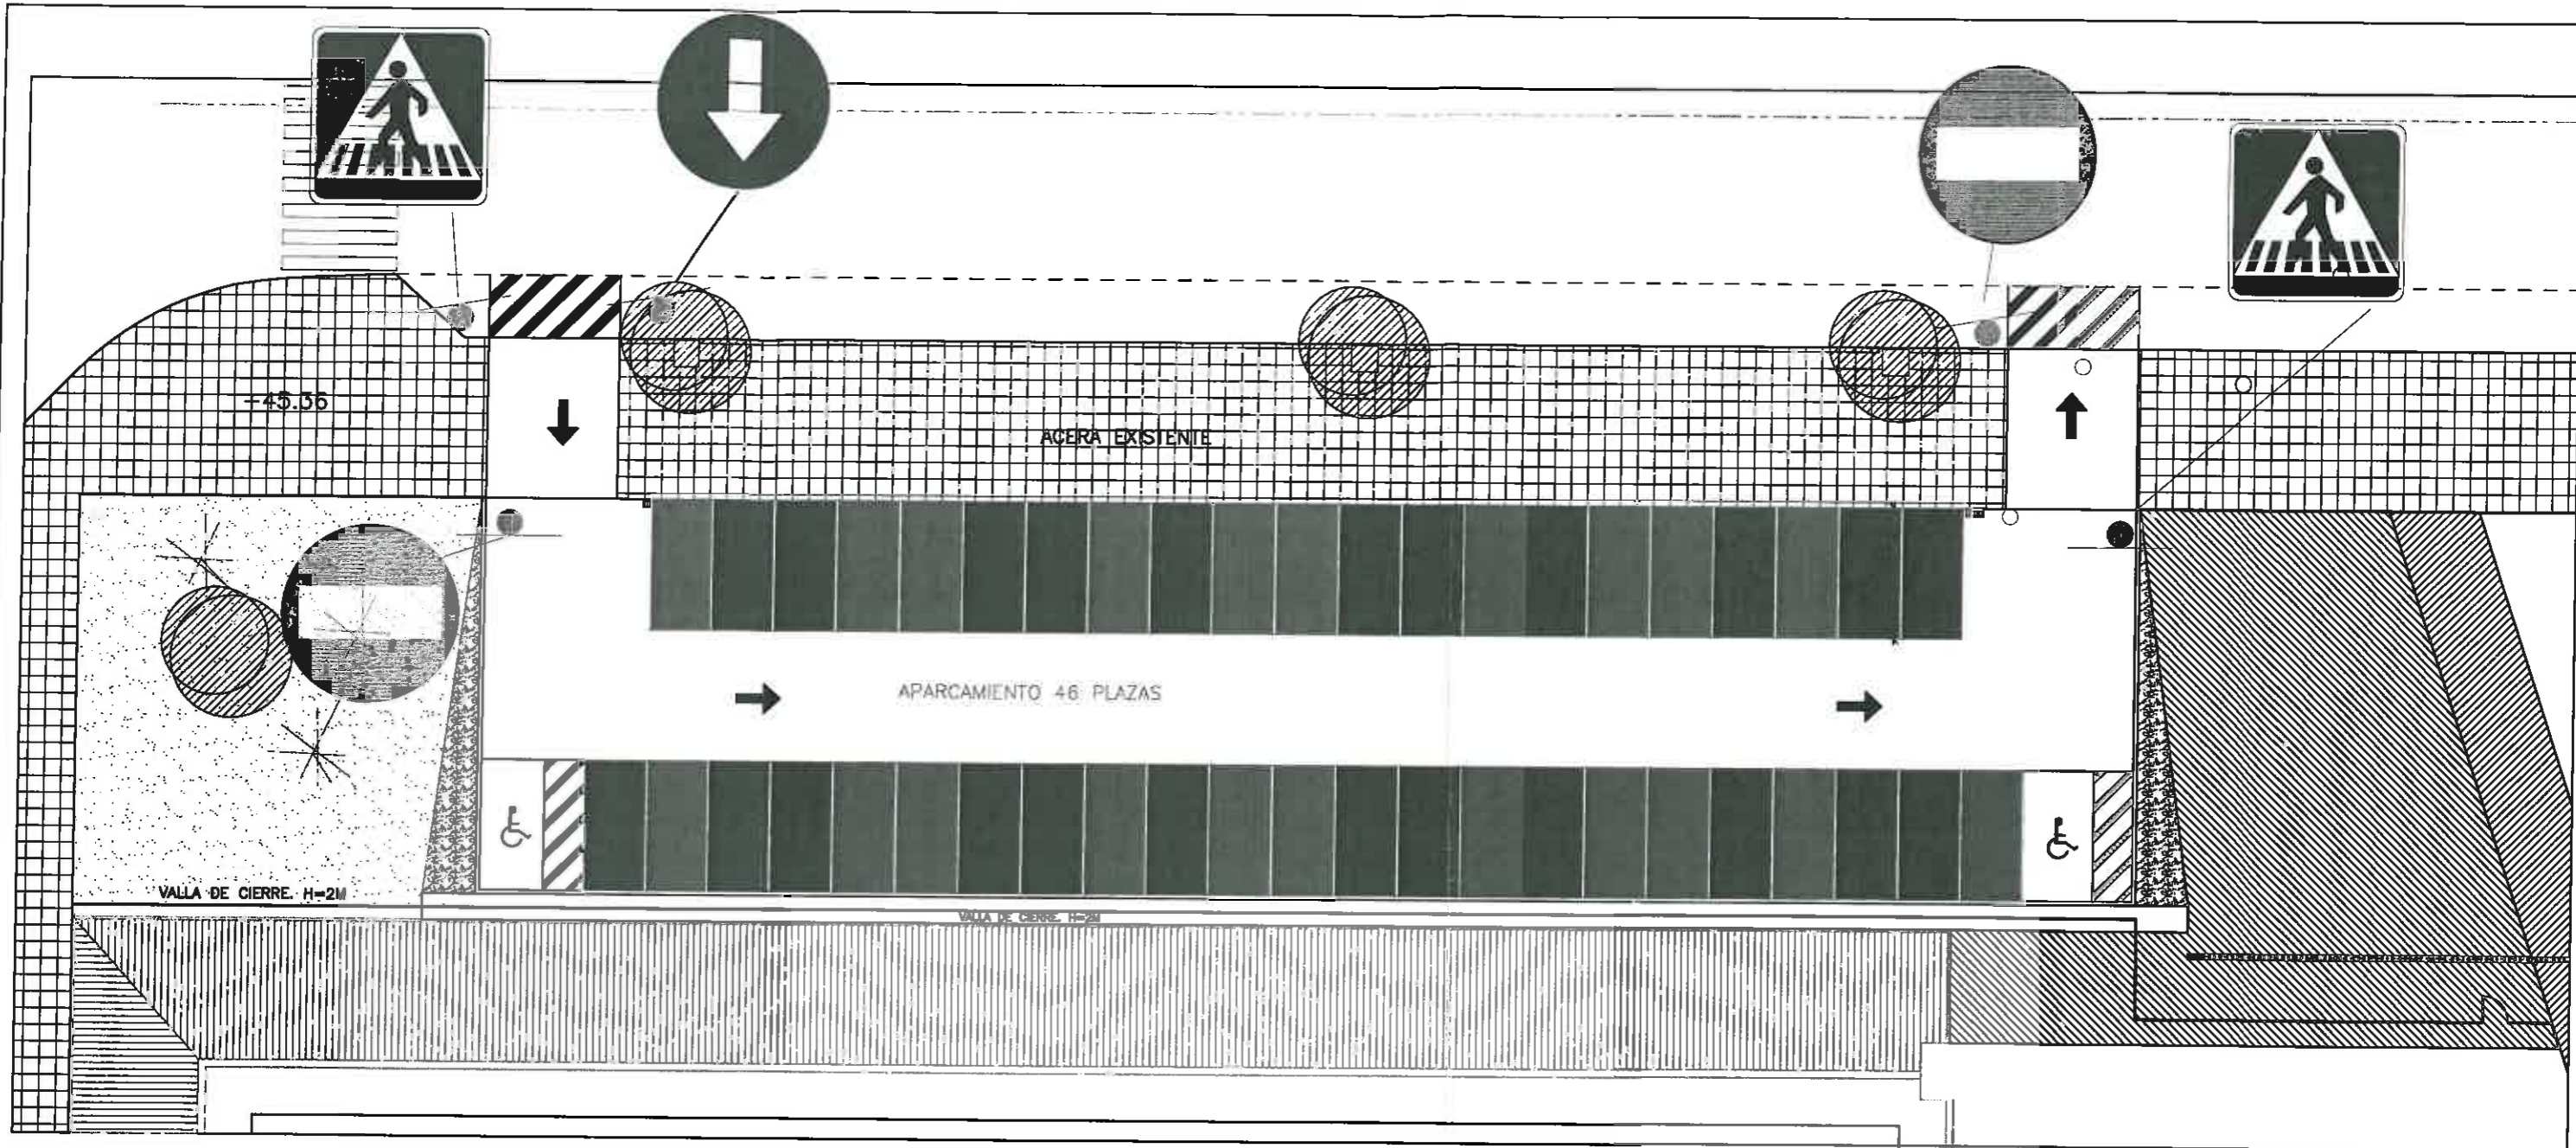 -45.36
ACERA EXISTENTE
APARCAMIENTO 46 PLAZAS
VALLA DE CIERRE. H=2M
VALLA DE CIERRE. H=2M